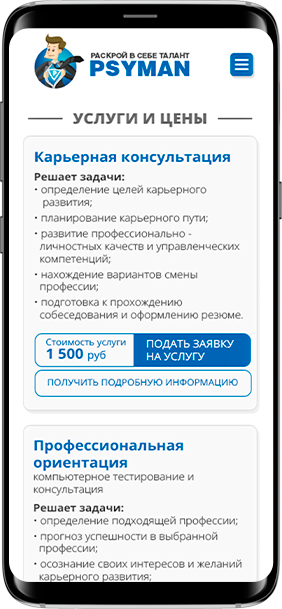 РАСКРОЙ В СЕБЕ ТАЛАНТ
PSYMAN
УСЛУГИ И ЦЕНЫ
Карьерная консультация
Решает задачи:
• определение целей карьерного
развития;
• планирование карьерного пути;
• развитие профессионально -
личностных качеств и управленческих
компетенций;
• нахождение вариантов смены
профессии;
• подготовка к прохождению
собеседования и оформлению резюме.
Стоимость услуги
1 500 руб
ПОДАТЬ ЗАЯВКУ
НА УСЛУГУ
ПОЛУЧИТЬ ПОДРОБНУЮ ИНФОРМАЦИЮ
Профессиональная
ориентация
компьютерное тестирование и
консультация
Решает задачи:
• определение подходящей профессии;
• прогноз успешности в выбранной
профессии;
• осознание своих интересов и желаний
карьерного развития;